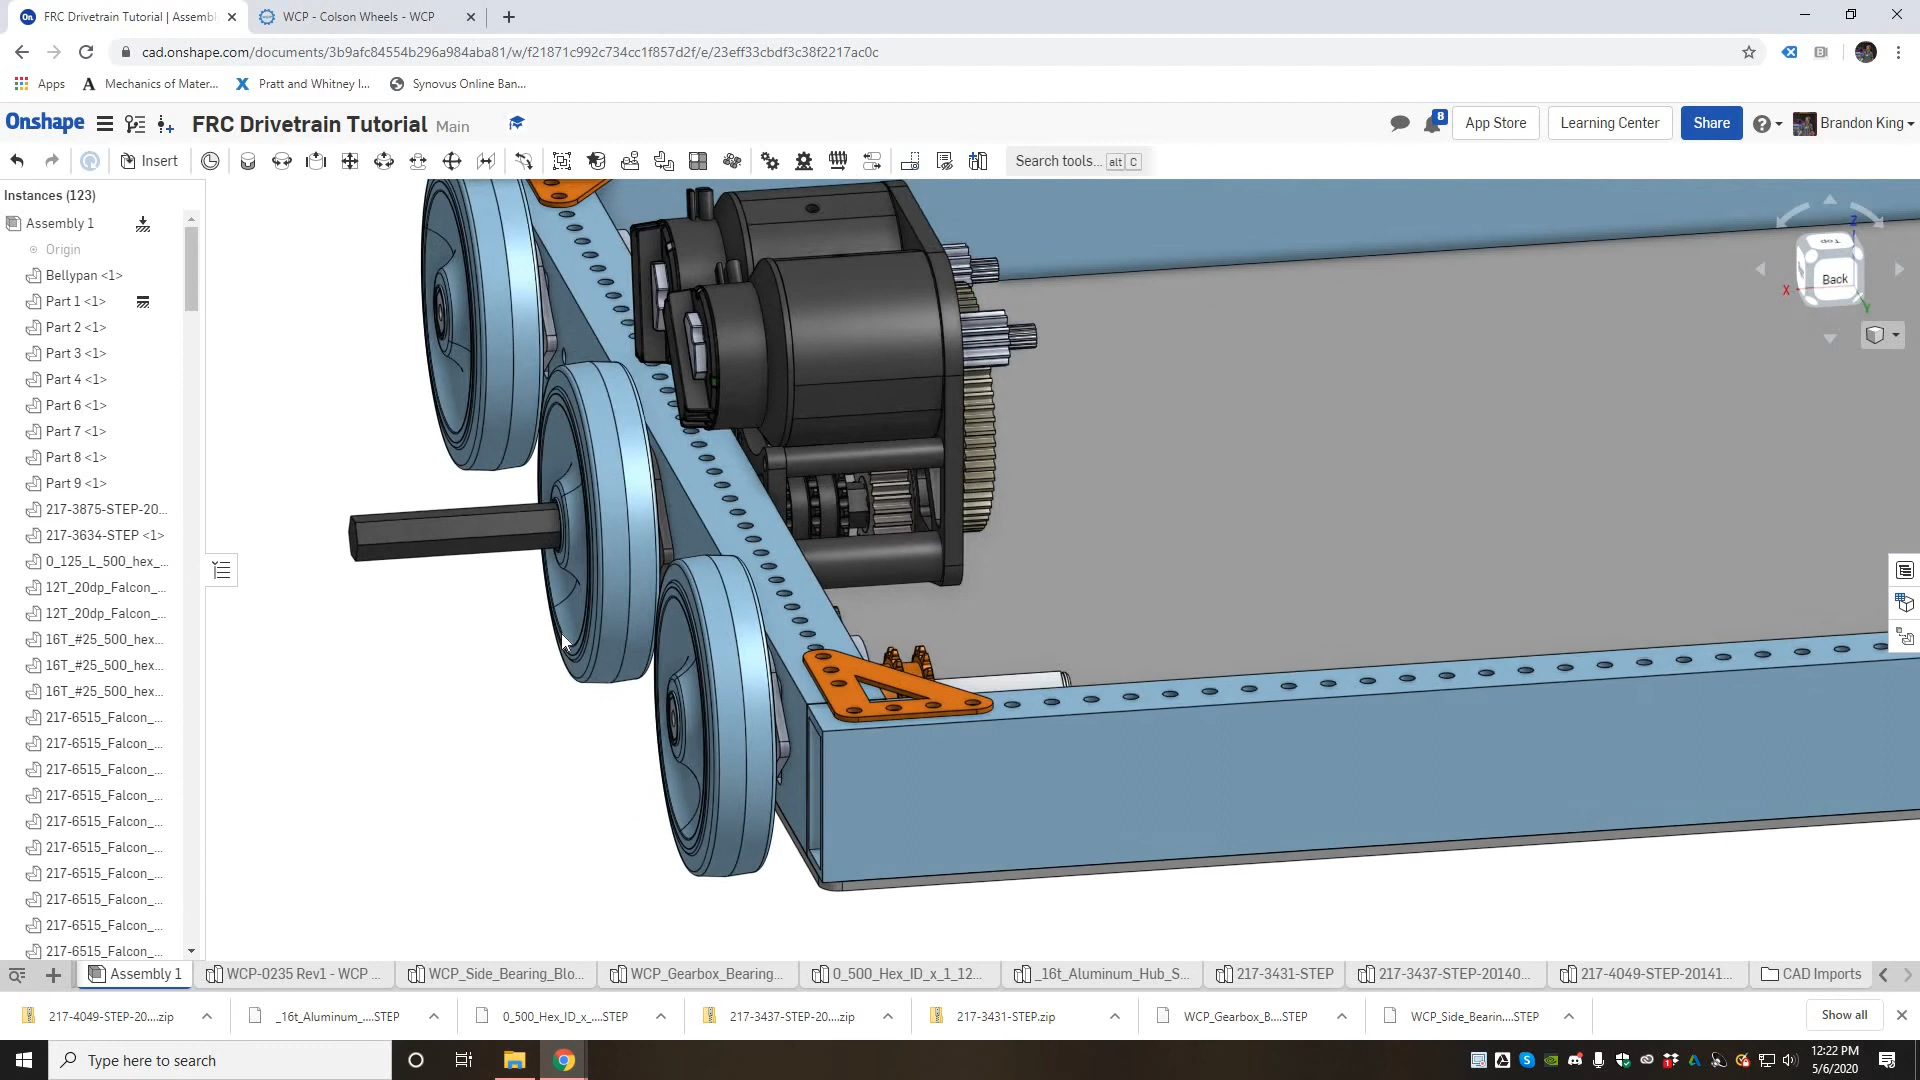 FRC Drivetrain Tutorial | Assembl
WCP - Colson Wheels - WCP
cad.onshape.com/documents/3b9afc84554b296a984aba81/w/f21871c992c734cc1f857d2f/e/23eff33cbdf3c38f2217ac0c
Apps
Mechanics of Mater...
Pratt and Whitney I...
Synovus Online Ban...
Onshape
FRC Drivetrain Tutorial Main
8
App Store
Learning Center
Share
Brandon King
Insert
Search tools... alt C
Instances (123)
Assembly 1
Origin
Bellypan <1>
Part 1 <1>
Part 2 <1>
Part 3 <1>
Part 4 <1>
Part 6 <1>
Part 7 <1>
Part 8 <1>
Part 9 <1>
217-3875-STEP-20...
217-3634-STEP <1>
0_125_L_500_hex_...
12T_20dp_Falcon_...
12T_20dp_Falcon_...
16T_#25_500_hex...
16T_#25_500_hex...
16T_#25_500_hex...
217-6515_Falcon_...
217-6515_Falcon_...
217-6515_Falcon_...
217-6515_Falcon_...
217-6515_Falcon_...
217-6515_Falcon_...
217-6515_Falcon_...
217-6515_Falcon_...
217-6515_Falcon_...
217-6515_Falcon_...
Z
Top
Back
X
Y
Assembly 1
WCP-0235 Rev1 - WCP ...
WCP_Side_Bearing_Blo...
WCP_Gearbox_Bearing...
0_500_Hex_ID_x_1_12...
_16t_Aluminum_Hub_S...
217-3431-STEP
217-3437-STEP-20140...
217-4049-STEP-20141...
CAD Imports
217-4049-STEP-20....zip
_16t_Aluminum_....STEP
0_500_Hex_ID_x_....STEP
217-3437-STEP-20....zip
217-3431-STEP.zip
WCP_Gearbox_B....STEP
WCP_Side_Bearin....STEP
Show all
Type here to search
12:22 PM
5/6/2020